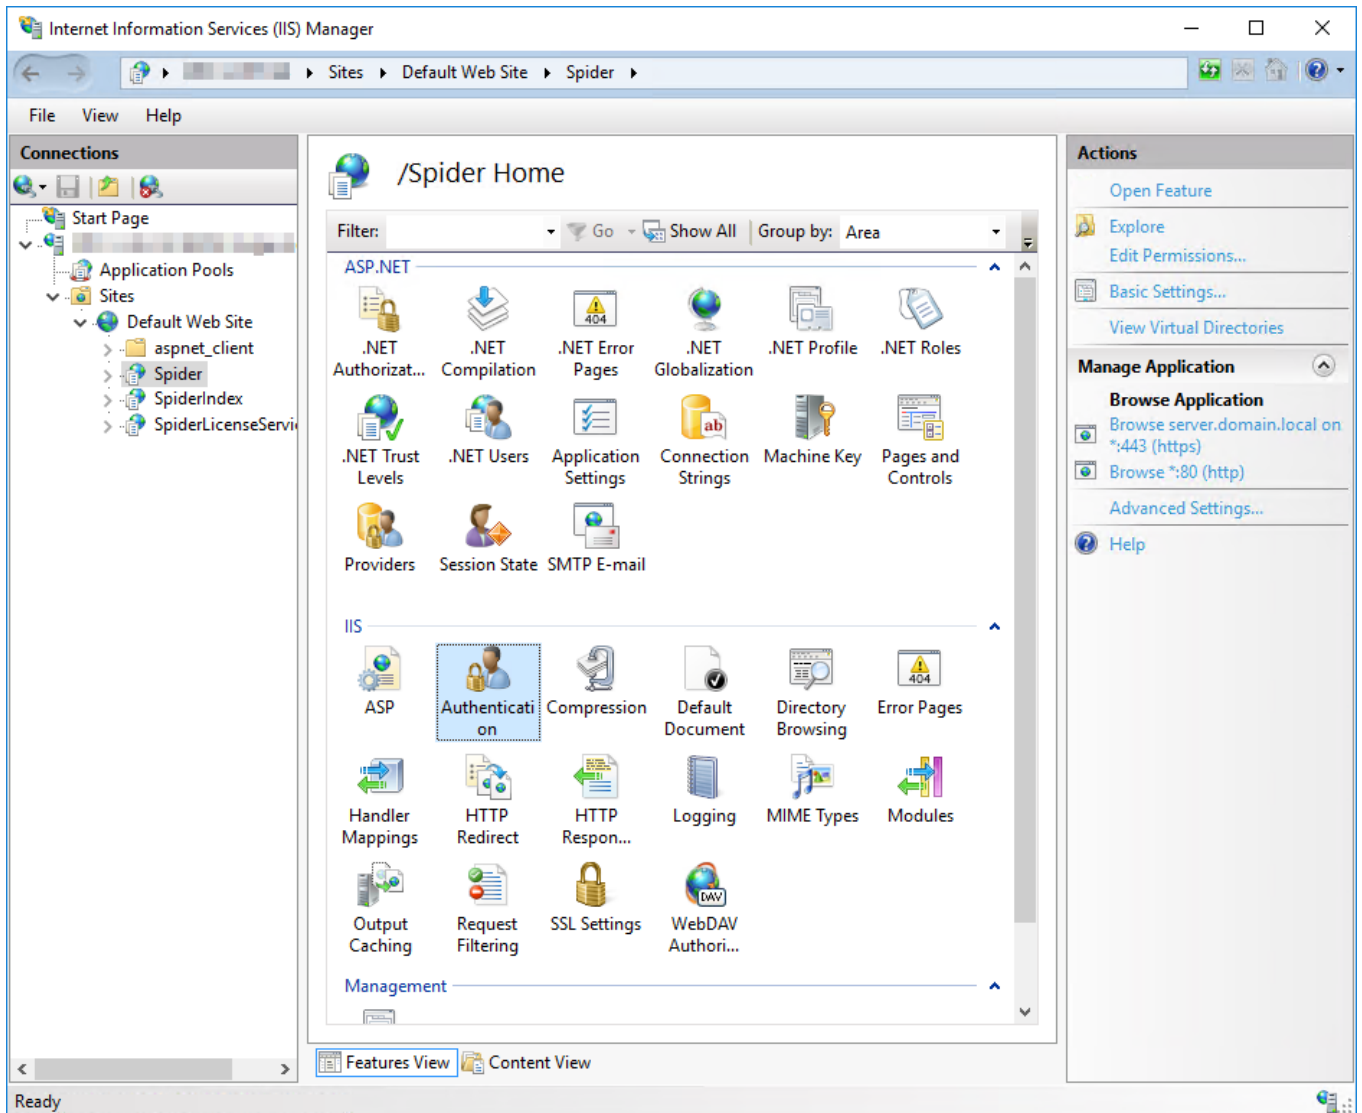 Internet Information Services (IIS) Manager
Sites Default Web Site Spider
File View Help
Connections
Start Page
Application Pools
Sites
Default Web Site
aspnet_client
Spider
SpiderIndex
SpiderLicenseServi
/Spider Home
Filter: Go Show All Group by: Area
ASP.NET
404
.NET Authorizat...
.NET Compilation
.NET Error Pages
.NET Globalization
.NET Profile
.NET Roles
ab
.NET Trust Levels
.NET Users
Application Settings
Connection Strings
Machine Key
Pages and Controls
Providers
Session State
SMTP E-mail
IIS
404
ASP
Authenticati on
Compression
Default Document
Directory Browsing
Error Pages
Handler Mappings
HTTP Redirect
HTTP Respon...
Logging
MIME Types
Modules
DAV
Output Caching
Request Filtering
SSL Settings
WebDAV Authori...
Management
Features View Content View
Actions
Open Feature
Explore
Edit Permissions...
Basic Settings...
View Virtual Directories
Manage Application
Browse Application
Browse server.domain.local on
*:443 (https)
Browse *:80 (http)
Advanced Settings...
Help
Ready